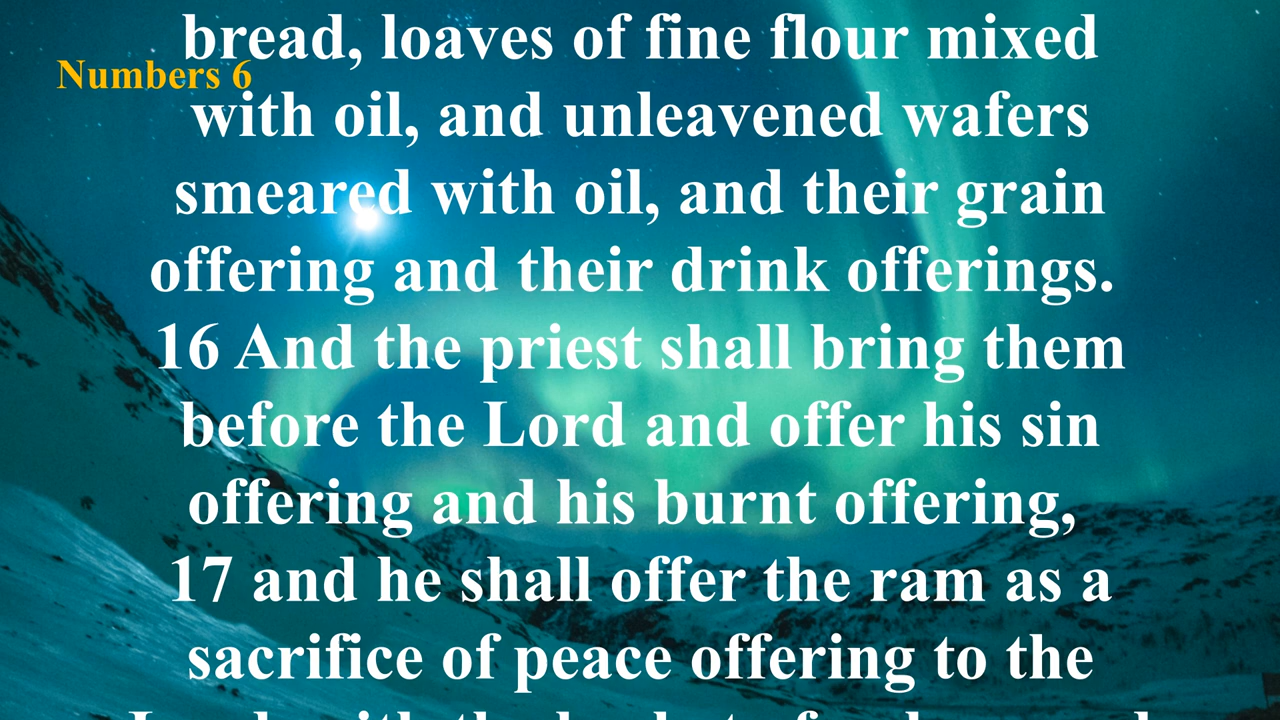 bread, loaves of fine flour mixed
Numbers 6
with oil, and unleavened wafers
smeared with oil, and their grain
offering and their drink offerings.
16 And the priest shall bring them
before the Lord and offer his sin
offering and his burnt offering,
17 and he shall offer the ram as a
sacrifice of peace offering to the